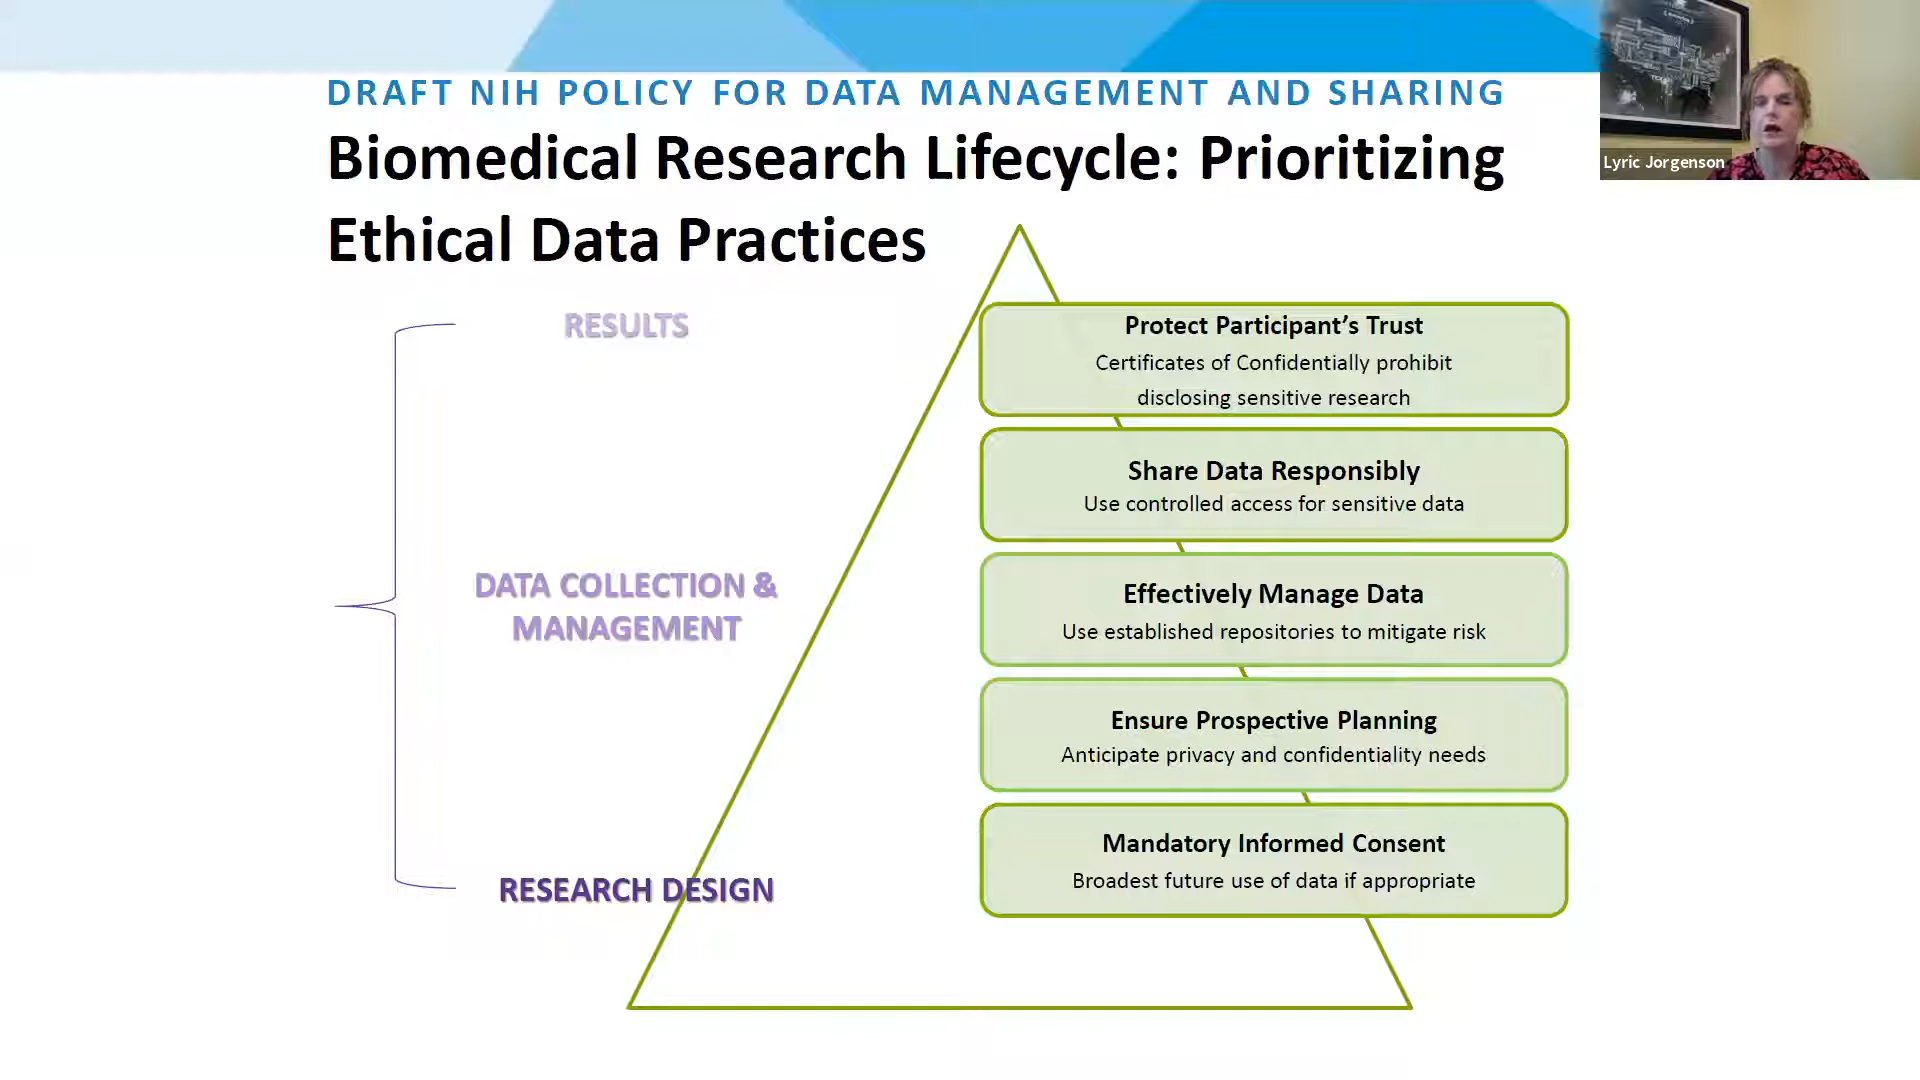 DRAFT NIH POLICY FOR DATA MANAGEMENT AND SHARING
Biomedical Research Lifecycle: Prioritizing
Ethical Data Practices
Lyric Jorgenson
RESULTS
DATA COLLECTION &
MANAGEMENT
RESEARCH DESIGN
Protect Participant’s Trust
Certificates of Confidentially prohibit
disclosing sensitive research
Share Data Responsibly
Use controlled access for sensitive data
Effectively Manage Data
Use established repositories to mitigate risk
Ensure Prospective Planning
Anticipate privacy and confidentiality needs
Mandatory Informed Consent
Broadest future use of data if appropriate